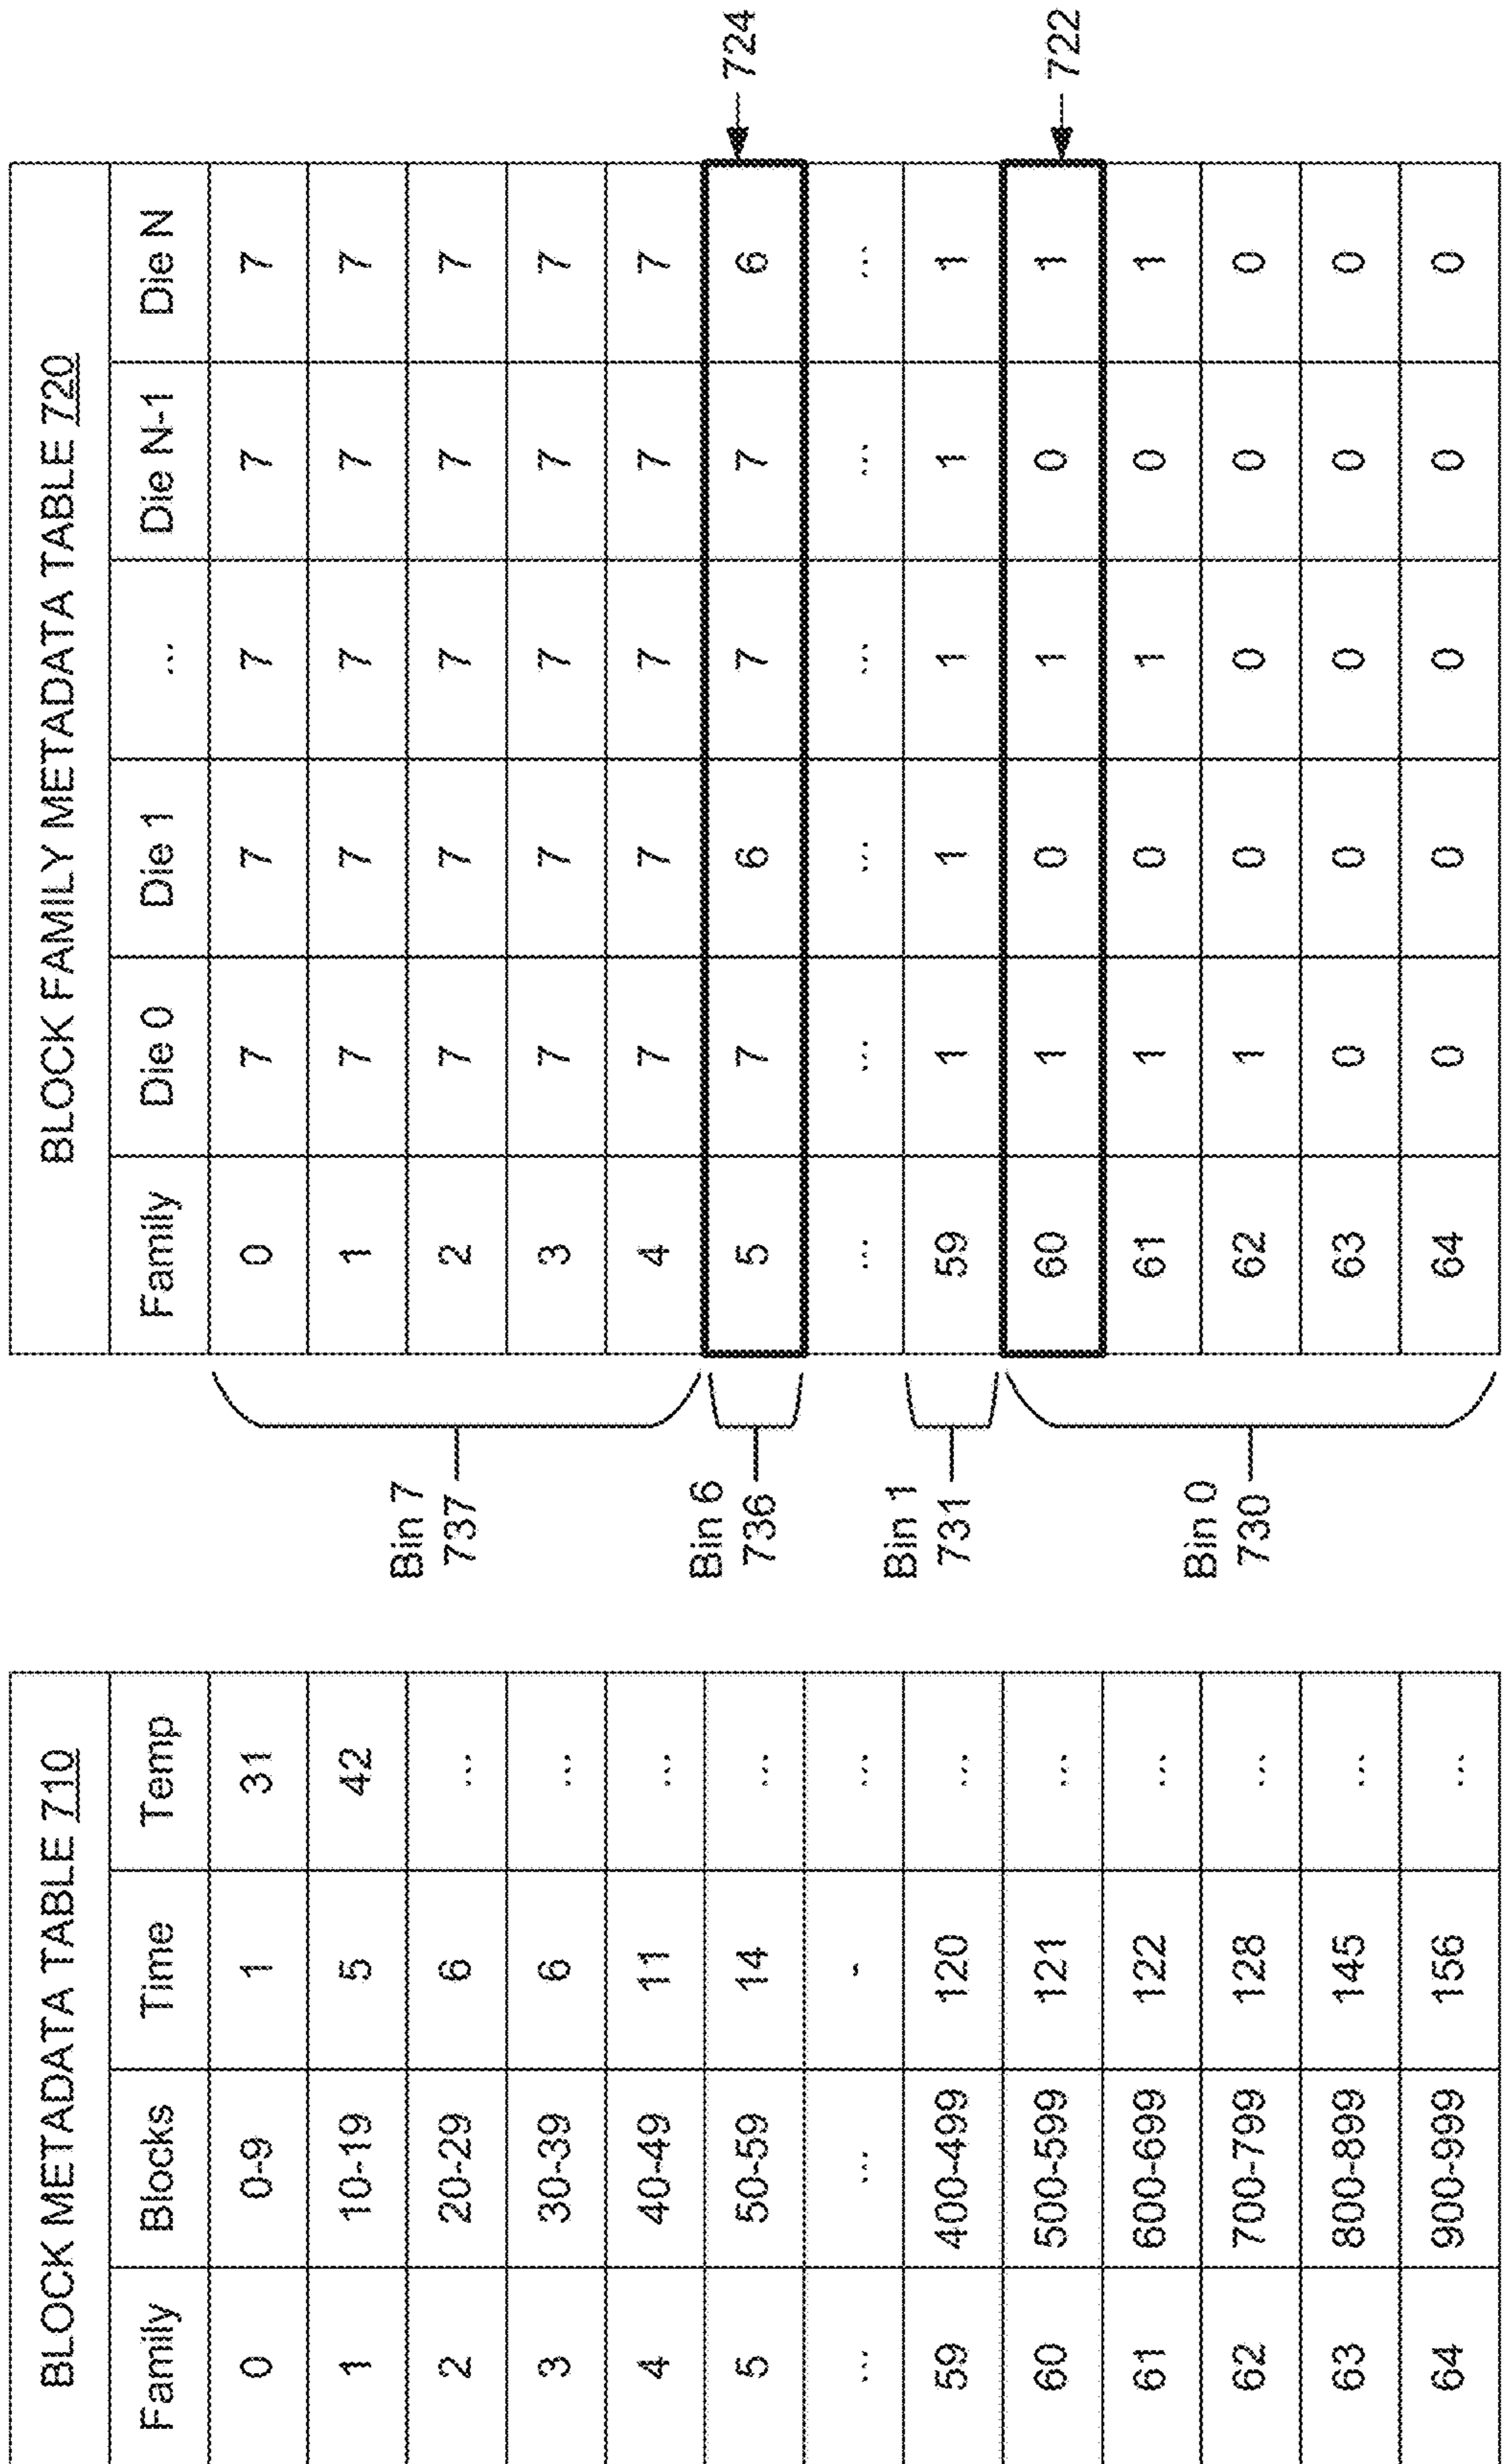 BLOCK METADATA TABLE 710
Family Blocks Time Temp
0 0-9 1 31
1 10-19 5 42
2 20-29 6 ...
3 30-39 6 ...
4 40-49 11 ...
5 50-59 14 ...
... ... - ...
59 400-499 120 ...
60 500-599 121 ...
61 600-699 122 ...
62 700-799 128 ...
63 800-899 145 ...
64 900-999 156 ...
Bin 7
737
Bin 6
736
Bin 1
731
Bin 0
730
BLOCK FAMILY METADATA TABLE 720
Family Die 0 Die 1 ... Die N-1 Die N
0 7 7 7 7 7
1 7 7 7 7 7
2 7 7 7 7 7
3 7 7 7 7 7
4 7 7 7 7 7
5 7 6 7 7 6
... ... ... ... ... ...
59 1 1 1 1 1
60 1 0 1 0 1
61 1 0 1 0 1
62 1 0 0 0 0
63 0 0 0 0 0
64 0 0 0 0 0
724
722